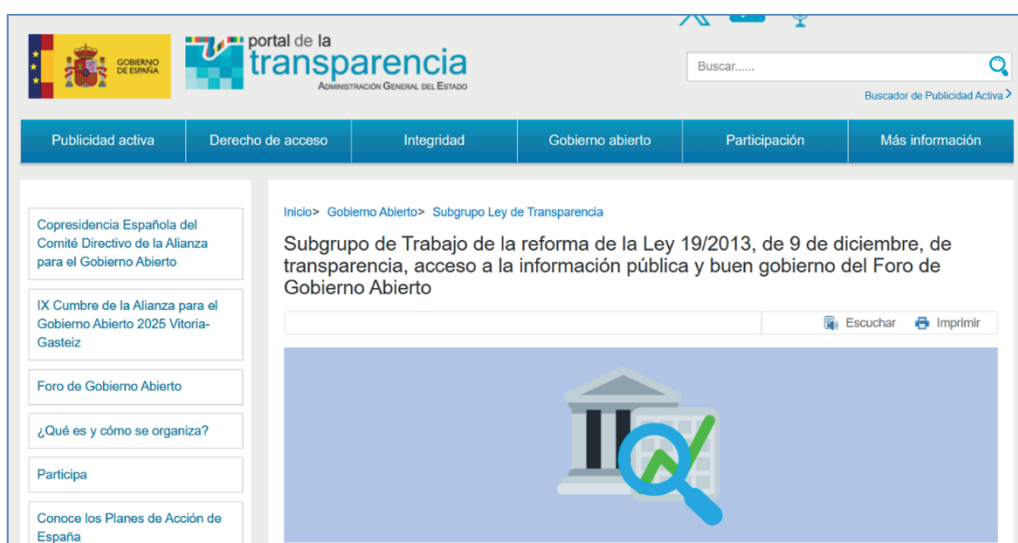 GOBIERNO
DE ESPAÑA
portal de la
transparencia
ADMINISTRACIÓN GENERAL DEL ESTADO
Buscar......
Buscador de Publicidad Activa >
Publicidad activa
Derecho de acceso
Integridad
Gobierno abierto
Participación
Más información
Copresidencia Española del
Comité Directivo de la Alianza
para el Gobierno Abierto
IX Cumbre de la Alianza para el
Gobierno Abierto 2025 Vitoria-
Gasteiz
Foro de Gobierno Abierto
¿Qué es y cómo se organiza?
Participa
Conoce los Planes de Acción de
España
Inicio> Gobierno Abierto> Subgrupo Ley de Transparencia
Subgrupo de Trabajo de la reforma de la Ley 19/2013, de 9 de diciembre, de
transparencia, acceso a la información pública y buen gobierno del Foro de
Gobierno Abierto
Escuchar
Imprimir